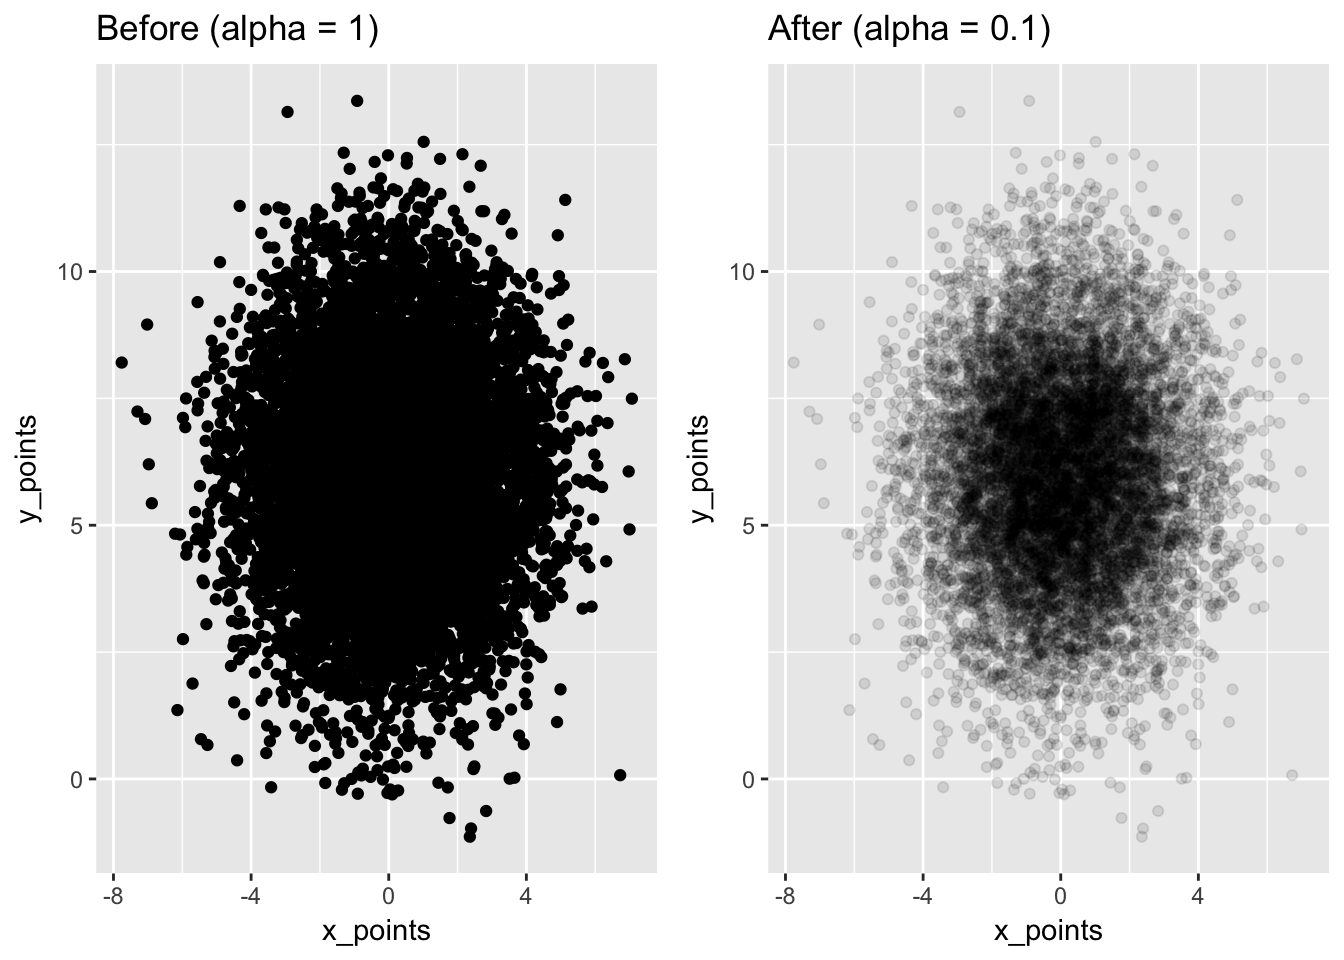 Before (alpha = 1)
y_points
10
5
0
-8
-4
0
4
x_points
After (alpha = 0.1)
y_points
10
5
0
-8
-4
0
4
x_points